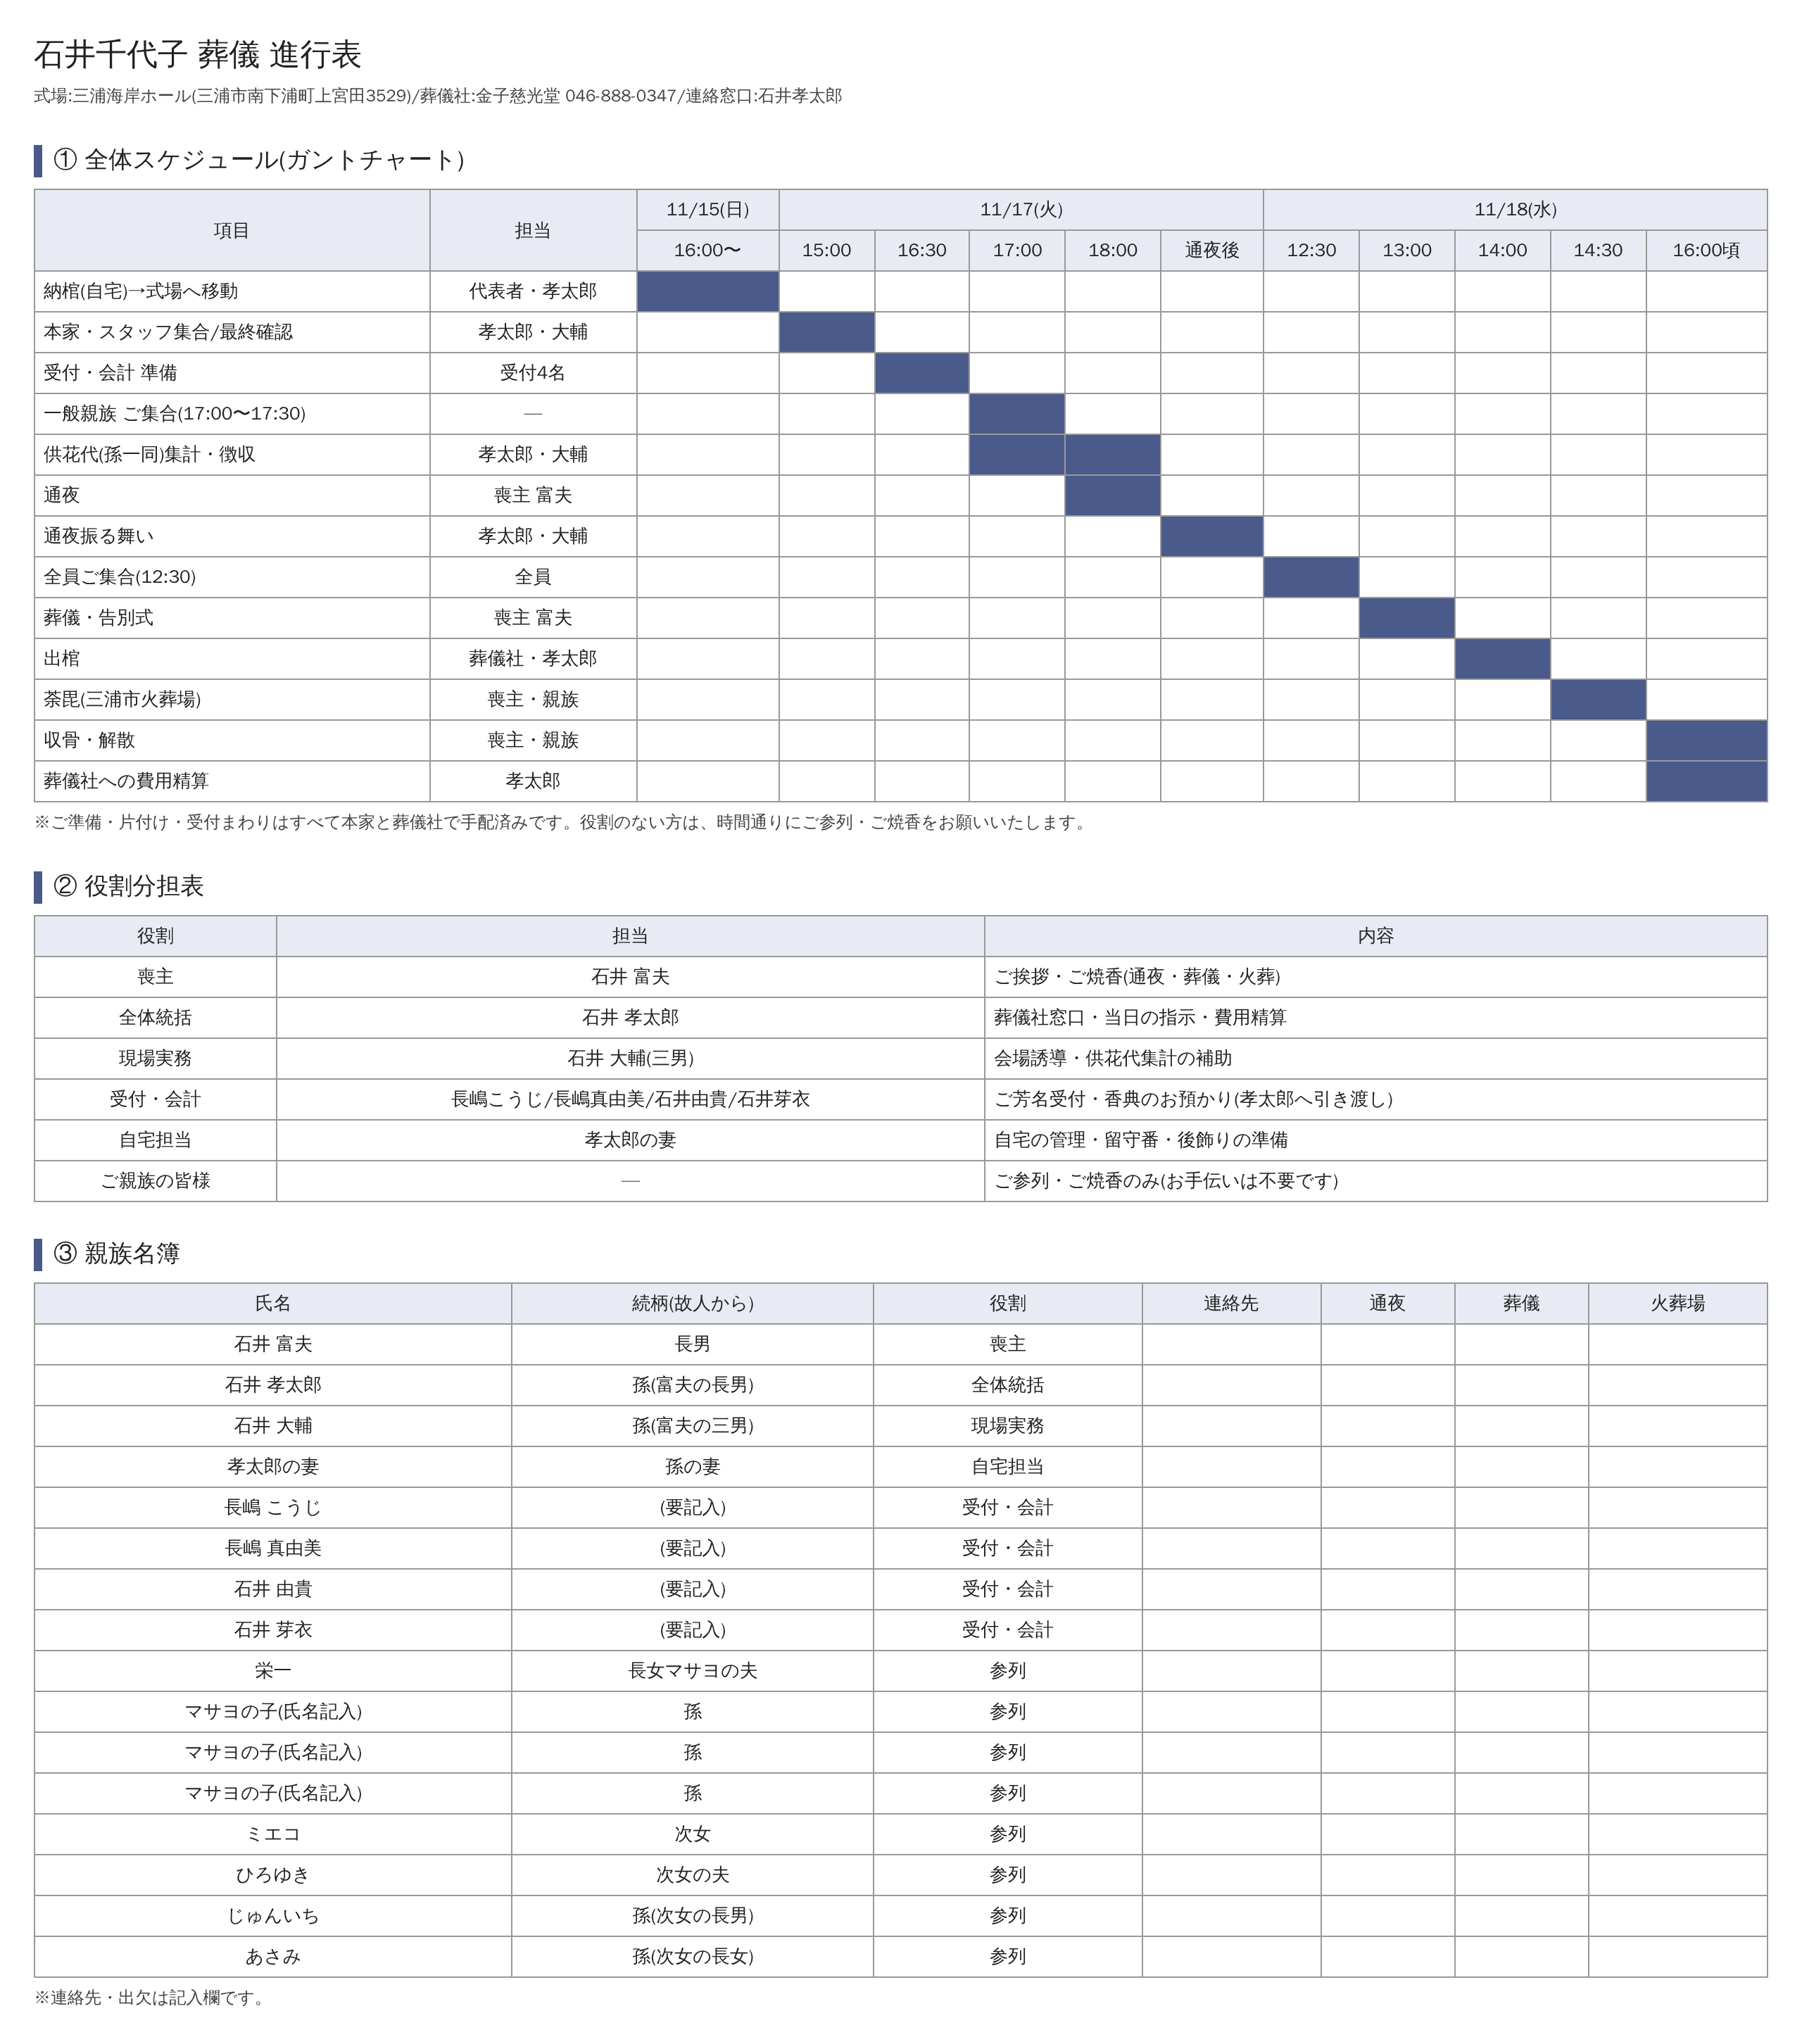 石井千代子 葬儀 進行表
式場:三浦海岸ホール(三浦市南下浦町上宮田3529)/葬儀社:金子慈光堂 046-888-0347/連絡窓口:石井孝太郎
① 全体スケジュール(ガントチャート)
項目 担当 11/15(日) 11/17(火) 11/18(水)
16:00〜 15:00 16:30 17:00 18:00 通夜後 12:30 13:00 14:00 14:30 16:00頃
納棺(自宅)→式場へ移動 代表者・孝太郎
本家・スタッフ集合/最終確認 孝太郎・大輔
受付・会計 準備 受付4名
一般親族 ご集合(17:00〜17:30) —
供花代(孫一同)集計・徴収 孝太郎・大輔
通夜 喪主 富夫
通夜振る舞い 孝太郎・大輔
全員ご集合(12:30) 全員
葬儀・告別式 喪主 富夫
出棺 葬儀社・孝太郎
荼毘(三浦市火葬場) 喪主・親族
収骨・解散 喪主・親族
葬儀社への費用精算 孝太郎
※ご準備・片付け・受付まわりはすべて本家と葬儀社で手配済みです。役割のない方は、時間通りにご参列・ご焼香をお願いいたします。
② 役割分担表
役割 担当 内容
喪主 石井 富夫 ご挨拶・ご焼香(通夜・葬儀・火葬)
全体統括 石井 孝太郎 葬儀社窓口・当日の指示・費用精算
現場実務 石井 大輔(三男) 会場誘導・供花代集計の補助
受付・会計 長嶋こうじ/長嶋真由美/石井由貴/石井芽衣 ご芳名受付・香典のお預かり(孝太郎へ引き渡し)
自宅担当 孝太郎の妻 自宅の管理・留守番・後飾りの準備
ご親族の皆様 — ご参列・ご焼香のみ(お手伝いは不要です)
③ 親族名簿
氏名 続柄(故人から) 役割 連絡先 通夜 葬儀 火葬場
石井 富夫 長男 喪主
石井 孝太郎 孫(富夫の長男) 全体統括
石井 大輔 孫(富夫の三男) 現場実務
孝太郎の妻 孫の妻 自宅担当
長嶋 こうじ (要記入) 受付・会計
長嶋 真由美 (要記入) 受付・会計
石井 由貴 (要記入) 受付・会計
石井 芽衣 (要記入) 受付・会計
栄一 長女マサヨの夫 参列
マサヨの子(氏名記入) 孫 参列
マサヨの子(氏名記入) 孫 参列
マサヨの子(氏名記入) 孫 参列
ミエコ 次女 参列
ひろゆき 次女の夫 参列
じゅんいち 孫(次女の長男) 参列
あさみ 孫(次女の長女) 参列
※連絡先・出欠は記入欄です。